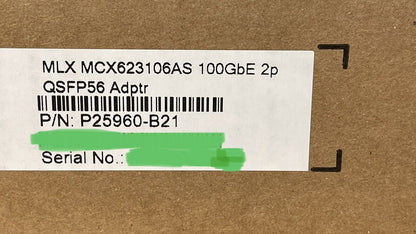 MLX MCX623106AS 100GbE 2p
QSFP56 Adptr
P/N: P25960-B21
Serial No.: